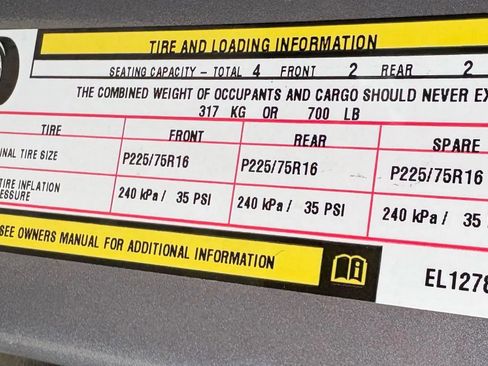 TIRE AND LOADING INFORMATION
SEATING CAPACITY – TOTAL 4 FRONT 2 REAR 2
THE COMBINED WEIGHT OF OCCUPANTS AND CARGO SHOULD NEVER EX
317 KG OR 700 LB
TIRE FRONT REAR SPARE
INAL TIRE SIZE P225/75R16 P225/75R16 P225/75R16
TIRE INFLATION
ESSURE 240 kPa / 35 PSI 240 kPa / 35 PSI 240 kPa / 35 PS
SEE OWNERS MANUAL FOR ADDITIONAL INFORMATION
EL1278